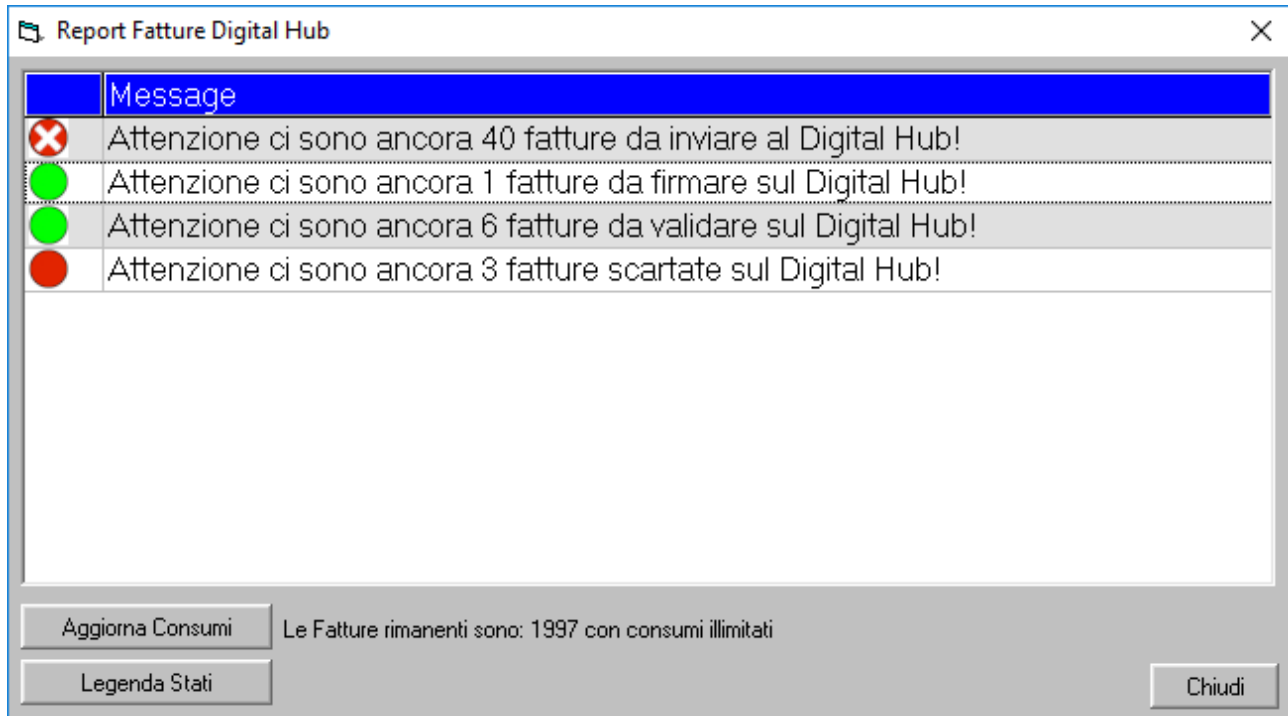 Report Fatture Digital Hub
Message
Attenzione ci sono ancora 40 fatture da inviare al Digital Hub!
Attenzione ci sono ancora 1 fatture da firmare sul Digital Hub!
Attenzione ci sono ancora 6 fatture da validare sul Digital Hub!
Attenzione ci sono ancora 3 fatture scartate sul Digital Hub!
Aggiorna Consumi
Le Fatture rimanenti sono: 1997 con consumi illimitati
Legenda Stati
Chiudi